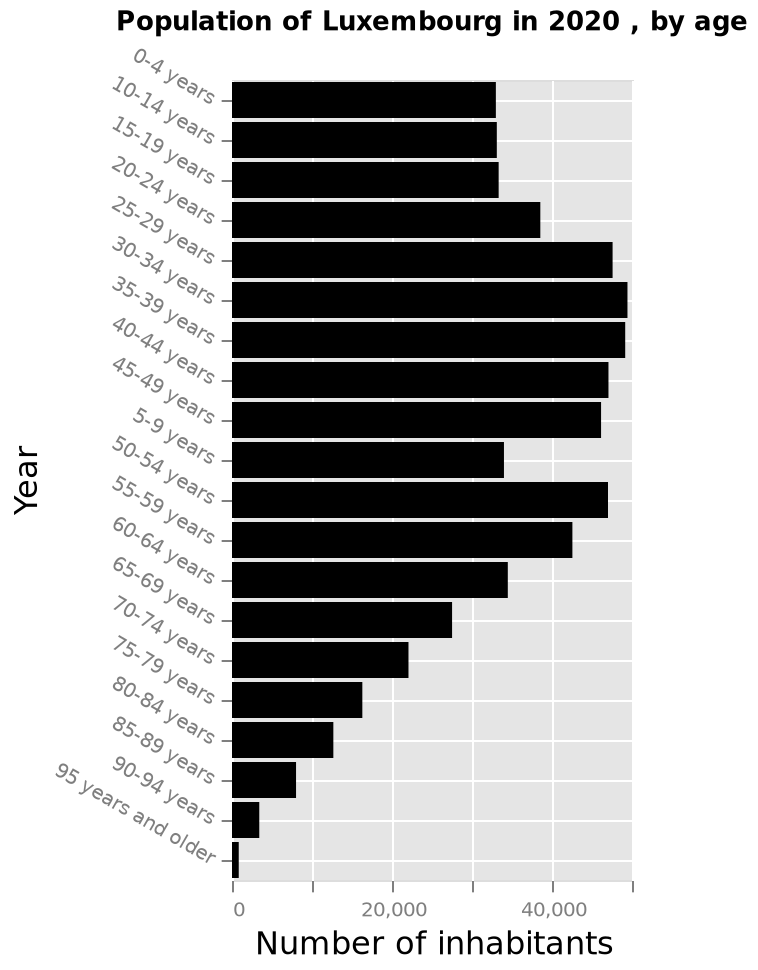 Population of Luxembourg in 2020 , by age
0-4 years
10-14 years
15-19 years
20-24 years
25-29 years
30-34 years
35-39 years
40-44 years
45-49 years
5-9 years
50-54 years
55-59 years
60-64 years
65-69 years
70-74 years
75-79 years
80-84 years
85-89 years
90-94 years
95 years and older
Year
0 20,000 40,000
Number of inhabitants